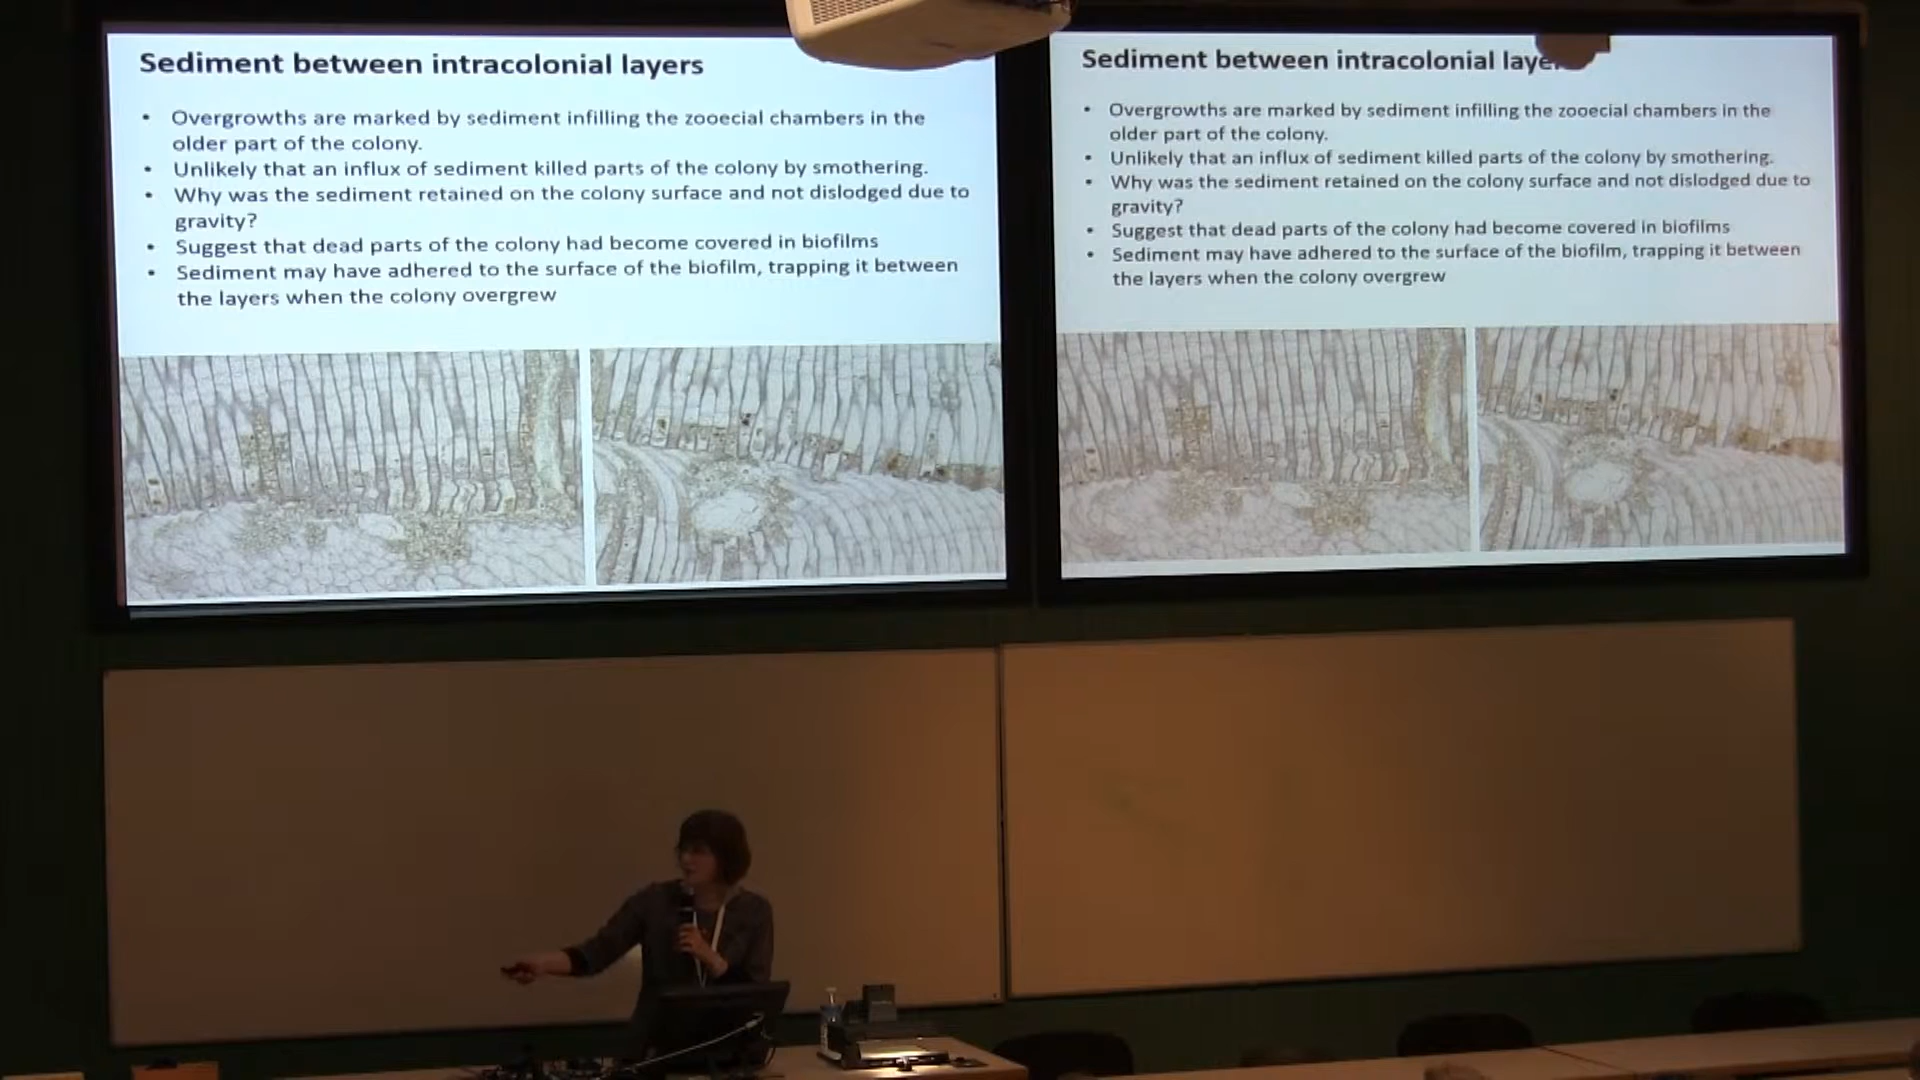 Sediment between intracolonial layers
• Overgrowths are marked by sediment infilling the zooecial chambers in the
older part of the colony.
• Unlikely that an influx of sediment killed parts of the colony by smothering.
• Why was the sediment retained on the colony surface and not dislodged due to
gravity?
• Suggest that dead parts of the colony had become covered in biofilms
• Sediment may have adhered to the surface of the biofilm, trapping it between
the layers when the colony overgrew
Sediment between intracolonial laye
• Overgrowths are marked by sediment infilling the zooecial chambers in the
older part of the colony.
• Unlikely that an influx of sediment killed parts of the colony by smothering.
• Why was the sediment retained on the colony surface and not dislodged due to
gravity?
• Suggest that dead parts of the colony had become covered in biofilms
• Sediment may have adhered to the surface of the biofilm, trapping it between
the layers when the colony overgrew